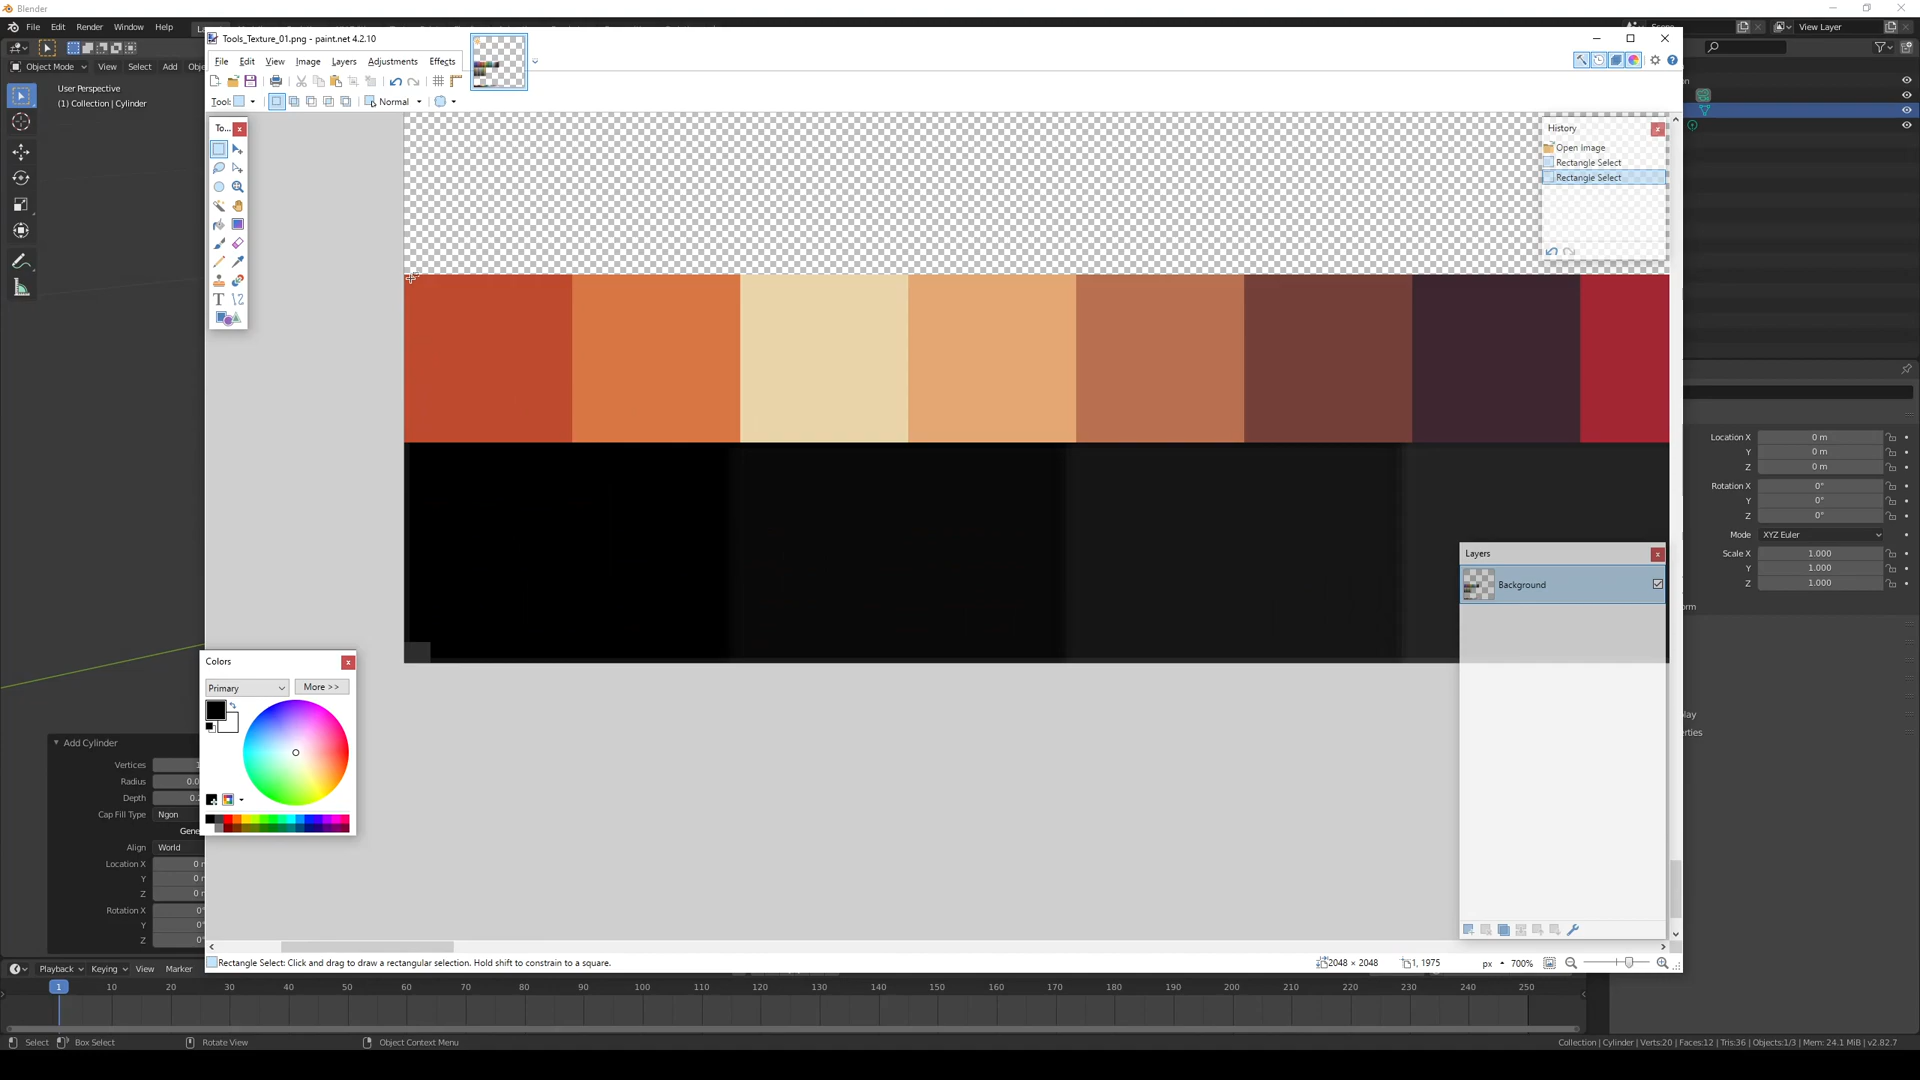 Blender
File Edit Render Window Help
View Layer
Object Mode View Select Add
User Perspective
(1) Collection | Cylinder
Tools_Texture_01.png - paint.net 4.2.10
File Edit View Image Layers Adjustments Effects
Tool: Normal
To...
History
Open Image
Rectangle Select
Rectangle Select
Layers
Background
Colors
Primary More >>
Add Cylinder
Vertices
Radius
Depth
Cap Fill Type Ngon
Align World
Location X
Y
Z
Rotation X
Y
Z
Location X 0 m
Y 0 m
Z 0 m
Rotation X 0°
Y 0°
Z 0°
Mode XYZ Euler
Scale X 1.000
Y 1.000
Z 1.000
Rectangle Select: Click and drag to draw a rectangular selection. Hold shift to constrain to a square.
2048 × 2048 1, 1975 px 700%
Playback Keying View Marker
1 10 20 30 40 50 60 70 80 90 100 110 120 130 140 150 160 170 180 190 200 210 220 230 240 250
Select Box Select Rotate View Object Context Menu
Collection | Cylinder | Verts:20 | Faces:12 | Tris:36 | Objects:1/3 | Mem: 24.1 MiB | v2.82.7